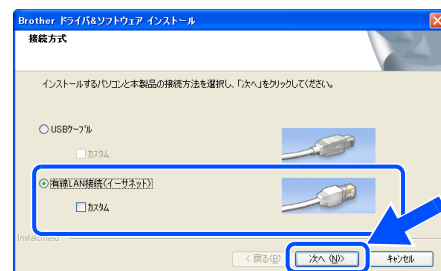 Brother ドライバ&ソフトウェア インストール
接続方式
インストールするパソコンと本製品の接続方法を選択し、「次へ」をクリックしてください。
USBケーブル
カスタム
有線LAN接続(イーサネット)
カスタム
InstallShield
< 戻る(B)
次へ (N)>
キャンセル